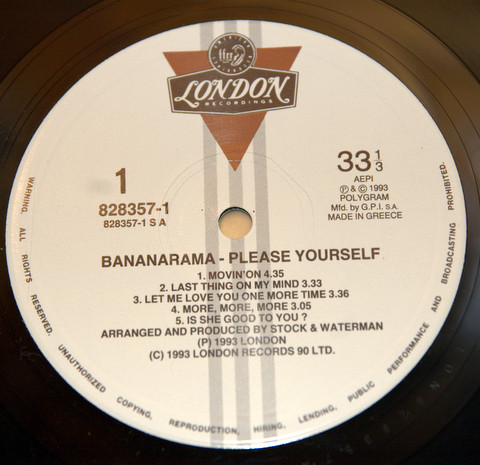 ffrr
LONDON
RECORDINGS
1
828357-1
828357-1 S A
33 1/3
AEPI
℗ & © 1993
POLYGRAM
Mfd. by G.P.I. S.A.
MADE IN GREECE
BANANARAMA - PLEASE YOURSELF
1. MOVIN'ON 4.35
2. LAST THING ON MY MIND 3.33
3. LET ME LOVE YOU ONE MORE TIME 3.36
4. MORE, MORE, MORE 3.05
5. IS SHE GOOD TO YOU ?
ARRANGED AND PRODUCED BY STOCK & WATERMAN
(P) 1993 LONDON
(C) 1993 LONDON RECORDS 90 LTD.
WARNING. ALL RIGHTS RESERVED. UNAUTHORIZED COPYING, REPRODUCTION, HIRING, LENDING, PUBLIC PERFORMANCE AND BROADCASTING PROHIBITED.